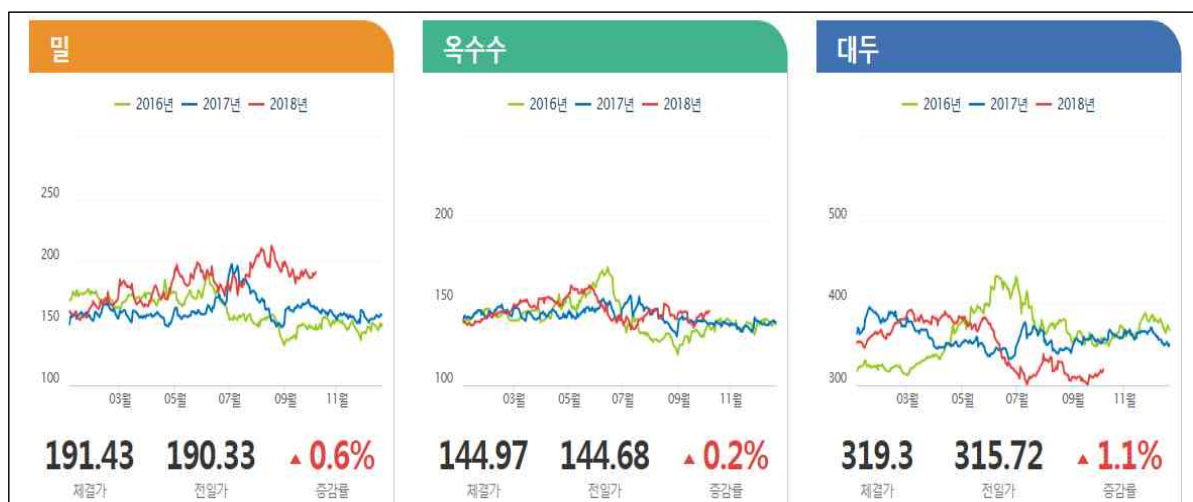 밀
2016년 2017년 2018년
250
200
150
100
03월 05월 07월 09월 11월
191.43 190.33 ▲ 0.6%
체결가 전일가 증감률
옥수수
2016년 2017년 2018년
200
150
100
03월 05월 07월 09월 11월
144.97 144.68 ▲ 0.2%
체결가 전일가 증감률
대두
2016년 2017년 2018년
500
400
300
03월 05월 07월 09월 11월
319.3 315.72 ▲ 1.1%
체결가 전일가 증감률